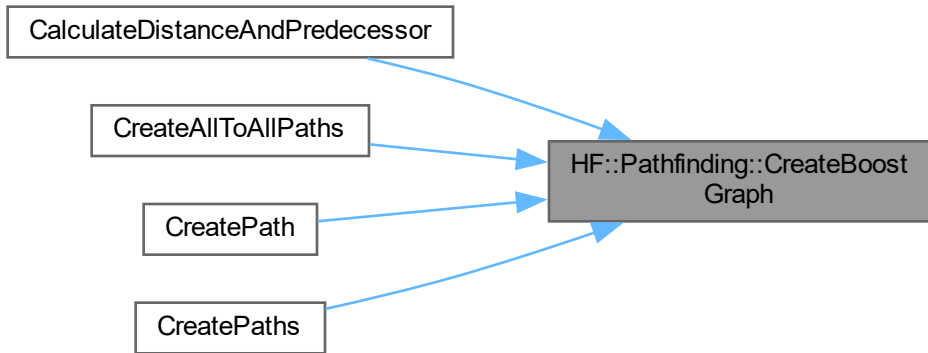 CalculateDistanceAndPredecessor
CreateAllToAllPaths
HF::Pathfinding::CreateBoost
Graph
CreatePath
CreatePaths